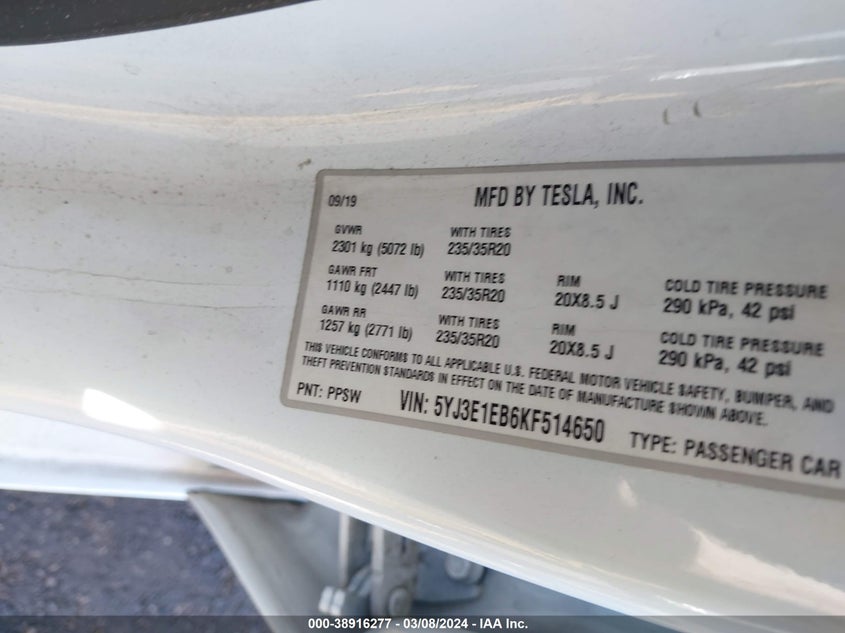 09/19 MFD BY TESLA, INC.
GVWR WITH TIRES
2301 kg (5072 lb) 235/35R20
GAWR FRT WITH TIRES RIM COLD TIRE PRESSURE
1110 kg (2447 lb) 235/35R20 20X8.5 J 290 kPa, 42 psi
GAWR RR WITH TIRES RIM COLD TIRE PRESSURE
1257 kg (2771 lb) 235/35R20 20X8.5 J 290 kPa, 42 psi
THIS VEHICLE CONFORMS TO ALL APPLICABLE U.S. FEDERAL MOTOR VEHICLE SAFETY, BUMPER, AND
THEFT PREVENTION STANDARDS IN EFFECT ON THE DATE OF MANUFACTURE SHOWN ABOVE.
PNT: PPSW VIN: 5YJ3E1EB6KF514650 TYPE: PASSENGER CAR
000-38916277 - 03/08/2024 - IAA Inc.